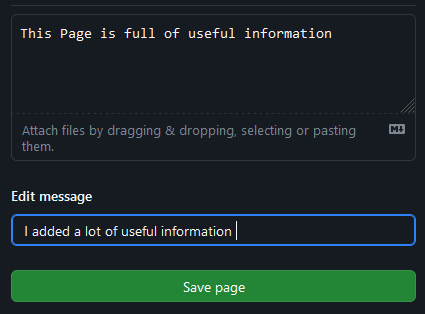 This Page is full of useful information
Attach files by dragging & dropping, selecting or pasting
them.
Edit message
I added a lot of useful information
Save page